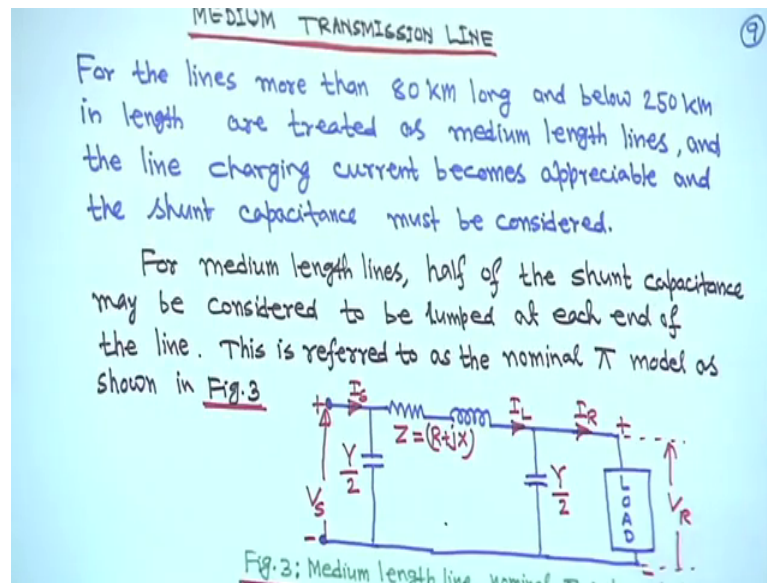 MEDIUM TRANSMISSION LINE
9
For the lines more than 80 km long and below 250 km
in length are treated as medium length lines, and
the line charging current becomes appreciable and
the shunt capacitance must be considered.
For medium length lines, half of the shunt capacitance
may be considered to be lumped at each end of
the line. This is referred to as the nominal π model as
shown in Fig.3
+ IS IL IR +
Z=(R+jX)
Y/2
Y/2
VS
LOAD
VR
- -
Fig.3: Medium length line nominal